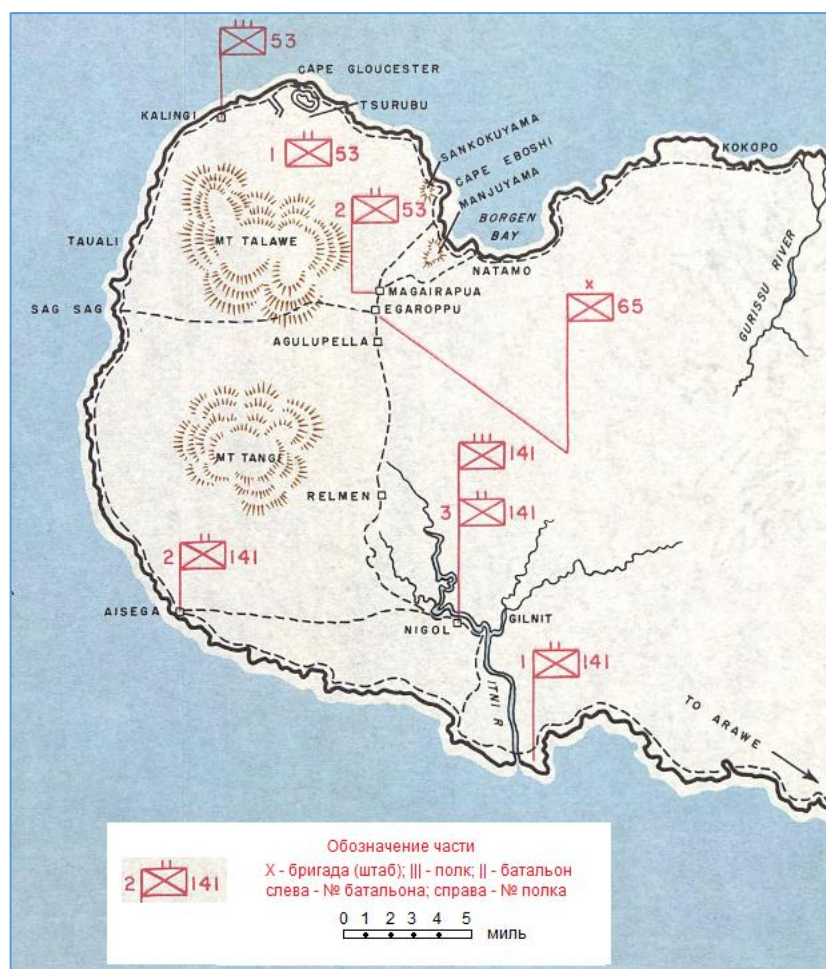 53
CAPE GLOUCESTER
TSURUBU
KALINGI
1 53
SANKOKUYAMA
CAPE EBOSHI
MANJUYAMA
KOKOPO
2 53
BORGEN
BAY
TAUALI
MT TALAWE
NATAMO
GURISSU RIVER
MAGAIRAPUA
SAG SAG
EGAROPPU
X
65
AGULUPELLA
141
MT TANGI
RELMEN
3 141
2 141
AISEGA
NIGOL
GILNIT
1 141
ITNI R
TO ARAWE
Обозначение части
2 141
X - бригада (штаб); ||| - полк; || - батальон
слева - № батальона; справа - № полка
0 1 2 3 4 5
миль